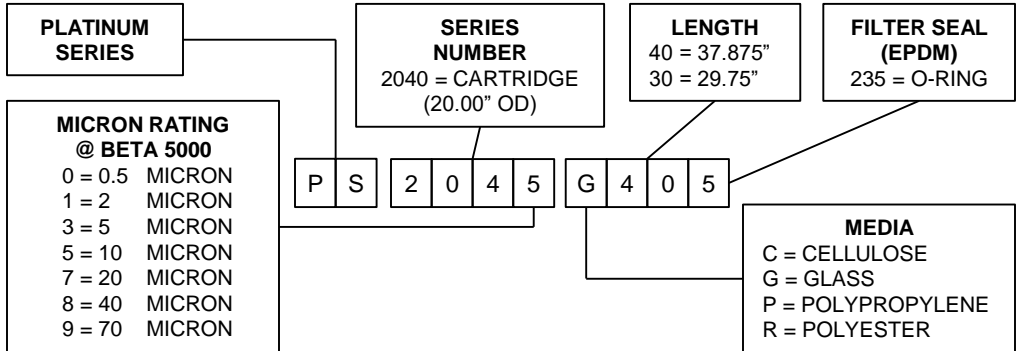 PLATINUM
SERIES
SERIES
NUMBER
2040 = CARTRIDGE
(20.00” OD)
LENGTH
40 = 37.875”
30 = 29.75”
FILTER SEAL
(EPDM)
235 = O-RING
MICRON RATING
@ BETA 5000
0 = 0.5 MICRON
1 = 2 MICRON
3 = 5 MICRON
5 = 10 MICRON
7 = 20 MICRON
8 = 40 MICRON
9 = 70 MICRON
P S 2 0 4 5 G 4 0 5
MEDIA
C = CELLULOSE
G = GLASS
P = POLYPROPYLENE
R = POLYESTER